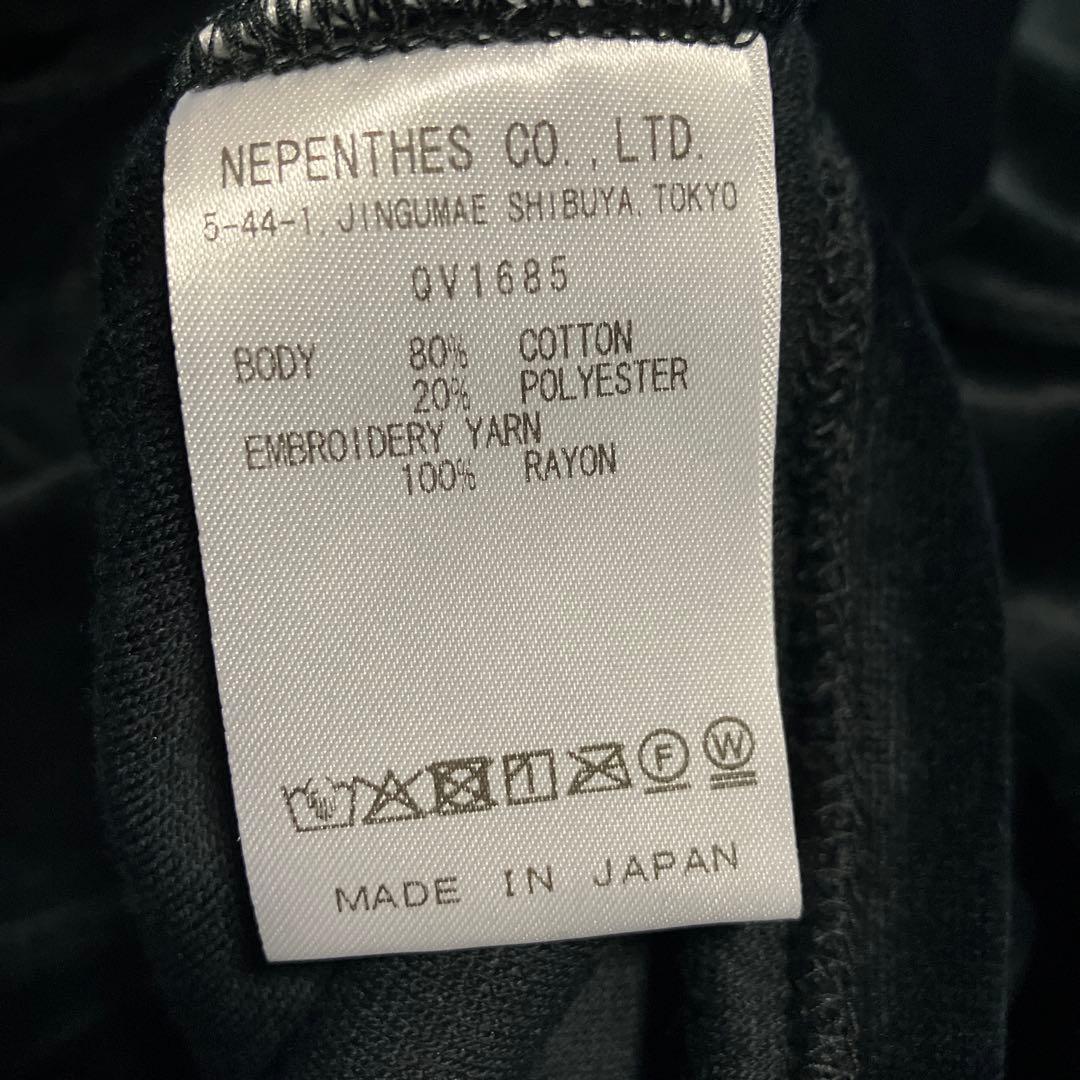 NEPENTHES CO.,LTD.
5-44-1, JINGUMAE SHIBUYA, TOKYO
QV1685
BODY 80% COTTON
20% POLYESTER
EMBROIDERY YARN
100% RAYON
F W
MADE IN JAPAN